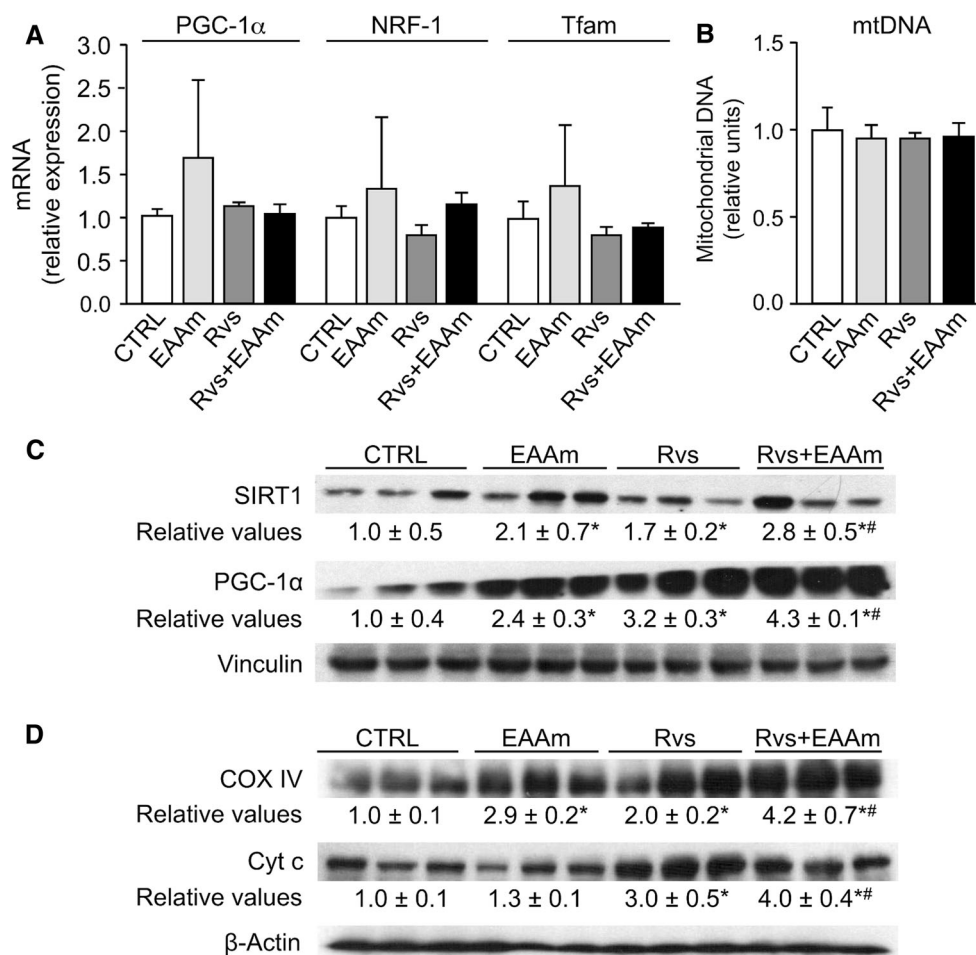 A
PGC-1α NRF-1 Tfam
mRNA
(relative expression)
3.0
2.5
2.0
1.5
1.0
0.5
0.0
CTRL EAAm Rvs Rvs+EAAm CTRL EAAm Rvs Rvs+EAAm CTRL EAAm Rvs Rvs+EAAm
B
mtDNA
Mitochondrial DNA
(relative units)
1.5
1.0
0.5
0.0
CTRL EAAm Rvs Rvs+EAAm
C
CTRL EAAm Rvs Rvs+EAAm
SIRT1
Relative values 1.0 ± 0.5 2.1 ± 0.7* 1.7 ± 0.2* 2.8 ± 0.5*#
PGC-1α
Relative values 1.0 ± 0.4 2.4 ± 0.3* 3.2 ± 0.3* 4.3 ± 0.1*#
Vinculin
D
CTRL EAAm Rvs Rvs+EAAm
COX IV
Relative values 1.0 ± 0.1 2.9 ± 0.2* 2.0 ± 0.2* 4.2 ± 0.7*#
Cyt c
Relative values 1.0 ± 0.1 1.3 ± 0.1 3.0 ± 0.5* 4.0 ± 0.4*#
β-Actin